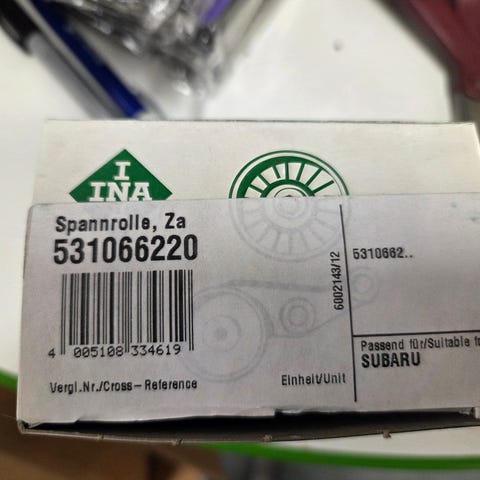 I
INA
Spannrolle, Za
531066220
4 005108 334619
Vergl.Nr./Cross-Reference
Einheit/Unit
6002143/12
5310662..
Passend für/Suitable fo
SUBARU